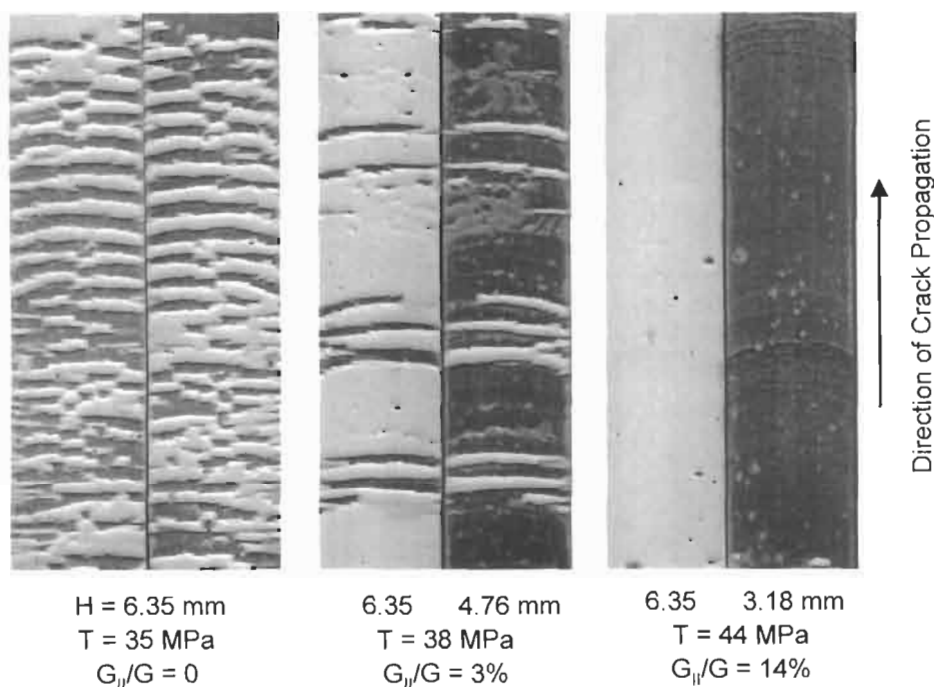 Direction of Crack Propagation
H = 6.35 mm
T = 35 MPa
G_II/G = 0
6.35 4.76 mm
T = 38 MPa
G_II/G = 3%
6.35 3.18 mm
T = 44 MPa
G_II/G = 14%